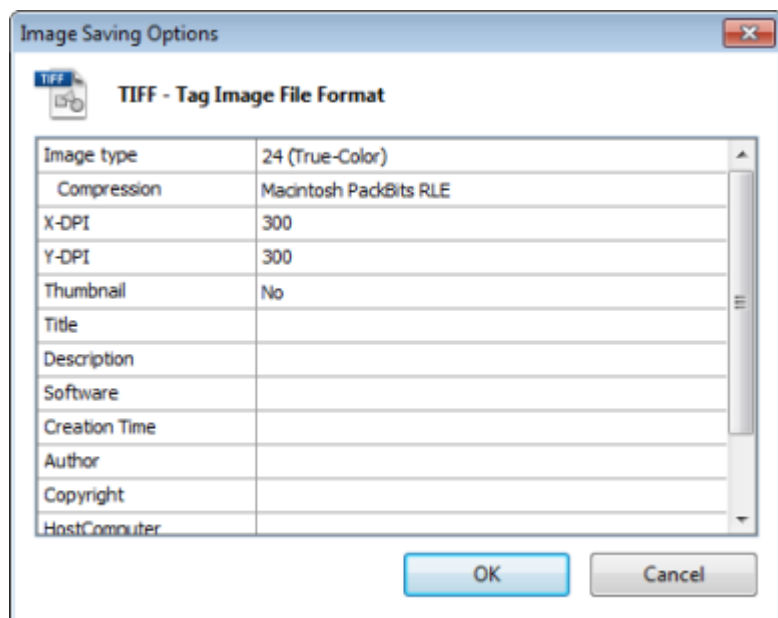 Image Saving Options
TIFF
TIFF - Tag Image File Format
Image type 24 (True-Color)
Compression Macintosh PackBits RLE
X-DPI 300
Y-DPI 300
Thumbnail No
Title
Description
Software
Creation Time
Author
Copyright
HostComputer
OK Cancel